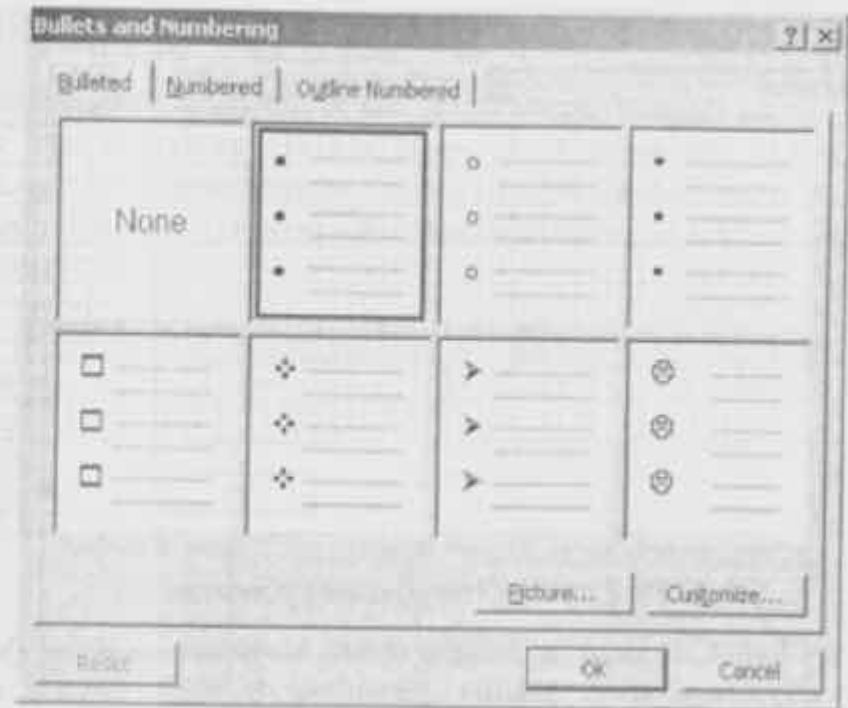 Bullets and Numbering
Bulleted Numbered Outline Numbered
None
Picture... Customize...
Reset OK Cancel